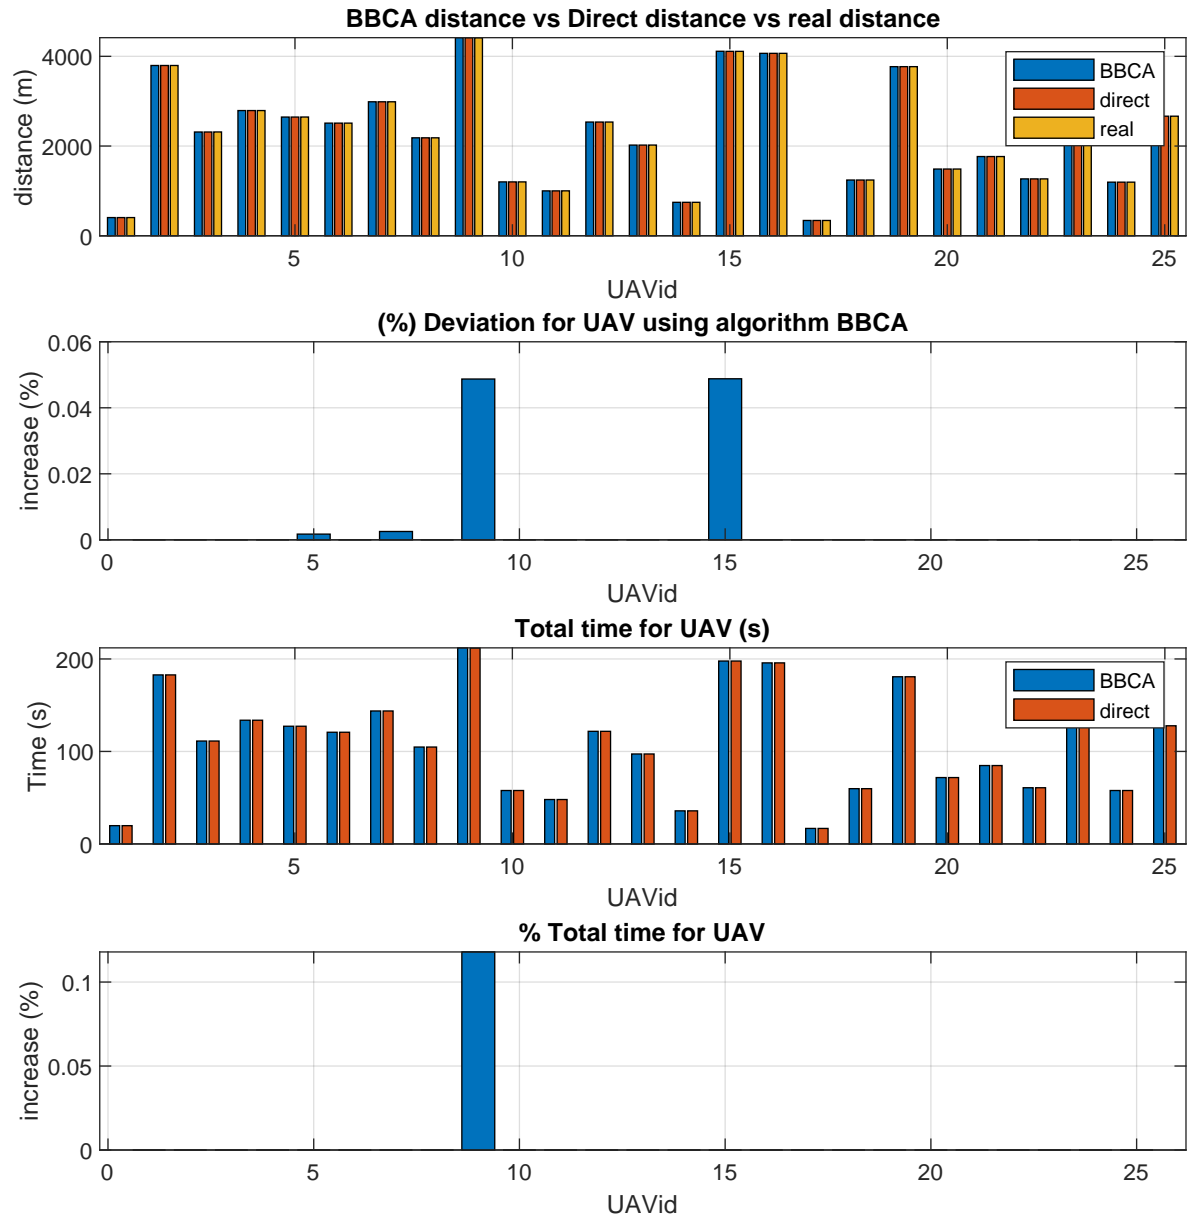 BBCA distance vs Direct distance vs real distance
distance (m)
4000
2000
0
BBCA
direct
real
5 10 15 20 25
UAVid
(%) Deviation for UAV using algorithm BBCA
increase (%)
0.06
0.04
0.02
0
0 5 10 15 20 25
UAVid
Total time for UAV (s)
Time (s)
200
100
0
BBCA
direct
5 10 15 20 25
UAVid
% Total time for UAV
increase (%)
0.1
0.05
0
0 5 10 15 20 25
UAVid